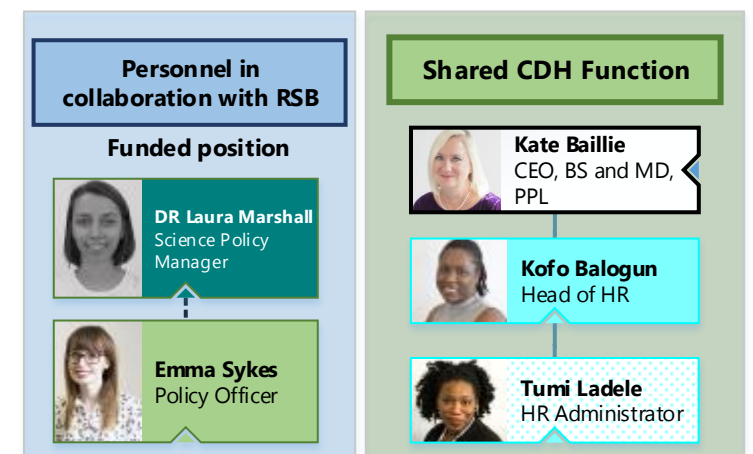 Personnel in
collaboration with RSB
Funded position
DR Laura Marshall
Science Policy
Manager
Emma Sykes
Policy Officer
Shared CDH Function
Kate Baillie
CEO, BS and MD,
PPL
Kofo Balogun
Head of HR
Tumi Ladele
HR Administrator